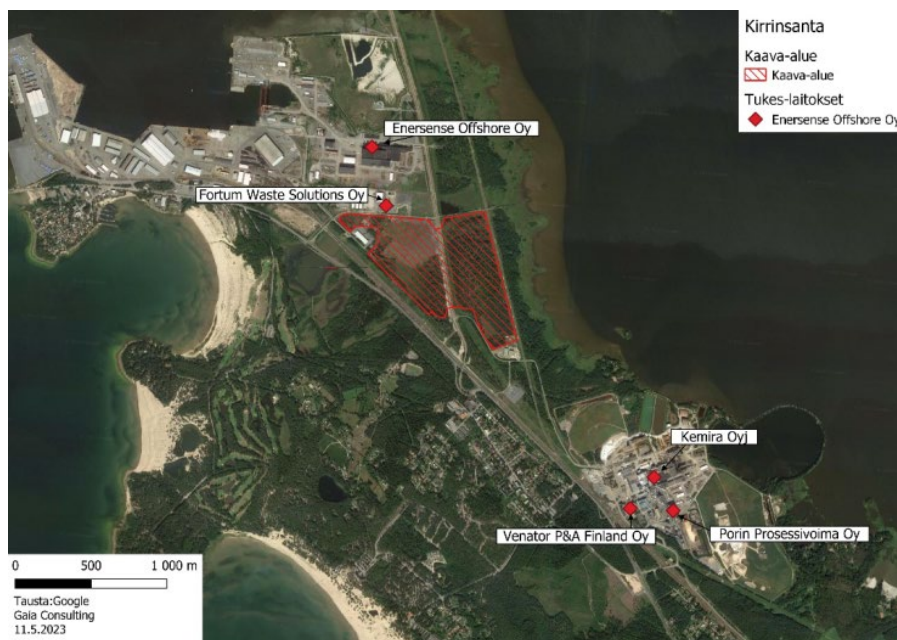 Kirrinsanta
Kaava-alue
Kaava-alue
Tukes-laitokset
Enersense Offshore Oy
Enersense Offshore Oy
Fortum Waste Solutions Oy
Kemira Oyj
Venator P&A Finland Oy
Porin Prosessivoima Oy
0 500 1 000 m
Tausta:Google
Gaia Consulting
11.5.2023